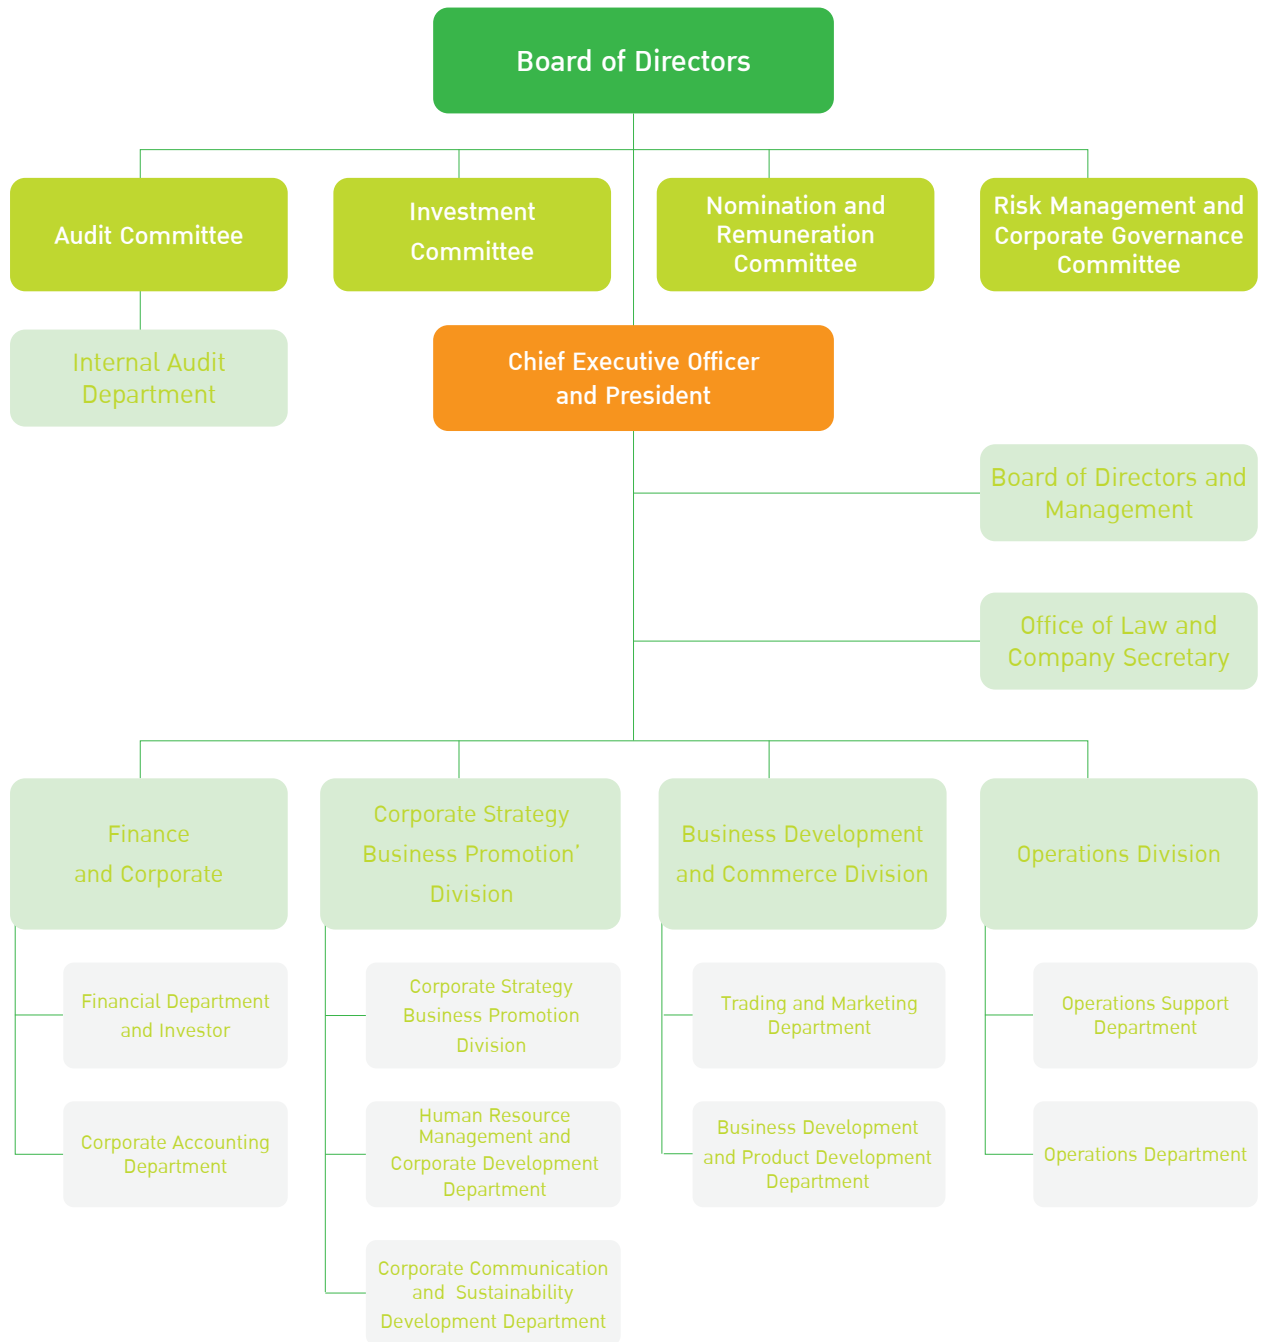 Board of Directors
Audit Committee
Investment
Committee
Nomination and
Remuneration
Committee
Risk Management and
Corporate Governance
Committee
Internal Audit
Department
Chief Executive Officer
and President
Board of Directors and
Management
Office of Law and
Company Secretary
Finance
and Corporate
Corporate Strategy
Business Promotion’
Division
Business Development
and Commerce Division
Operations Division
Financial Department
and Investor
Corporate Strategy
Business Promotion
Division
Trading and Marketing
Department
Operations Support
Department
Corporate Accounting
Department
Human Resource
Management and
Corporate Development
Department
Business Development
and Product Development
Department
Operations Department
Corporate Communication
and Sustainability
Development Department